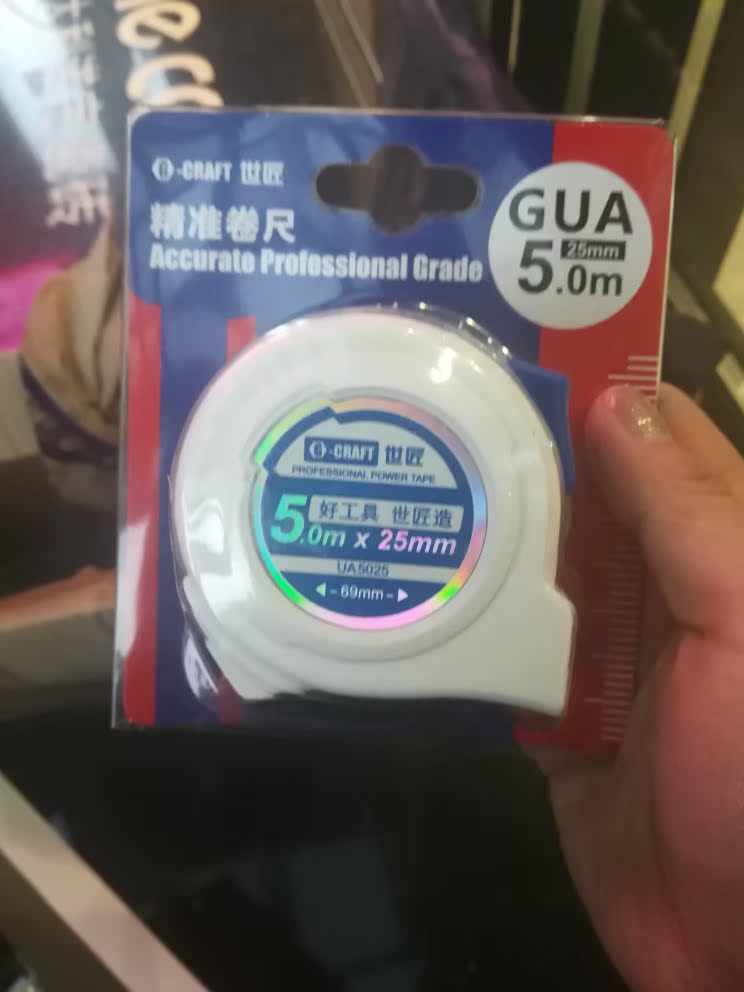 -CRAFT 世匠
精准卷尺
Accurate Professional Grade
GUA
25mm
5.0m
-CRAFT 世匠
PROFESSIONAL POWER TAPE
好工具 世匠造
5.0m x 25mm
UA5025
-69mm-